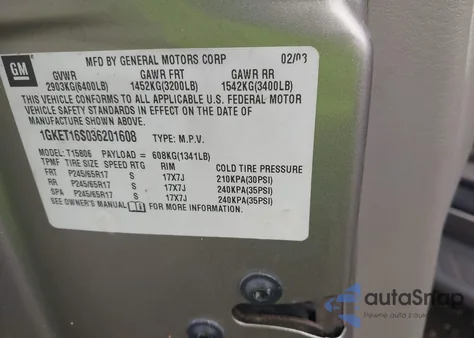 GM
MFD BY GENERAL MOTORS CORP 02/03
GVWR GAWR FRT GAWR RR
2903KG(6400LB) 1452KG(3200LB) 1542KG(3400LB)
THIS VEHICLE CONFORMS TO ALL APPLICABLE U.S. FEDERAL MOTOR
VEHICLE SAFETY STANDARDS IN EFFECT ON THE DATE OF
MANUFACTURE SHOWN ABOVE.
1GKET16S036201608 TYPE: M.P.V.
MODEL: T15806 PAYLOAD = 608KG(1341LB)
TPMF TIRE SIZE SPEED RTG RIM COLD TIRE PRESSURE
FRT P245/65R17 S 17X7J 210KPA(30PSI)
RR P245/65R17 S 17X7J 240KPA(35PSI)
SPA P245/65R17 S 17X7J 240KPA(35PSI)
SEE OWNER'S MANUAL FOR MORE INFORMATION.
autaSnap
Pewne auta z